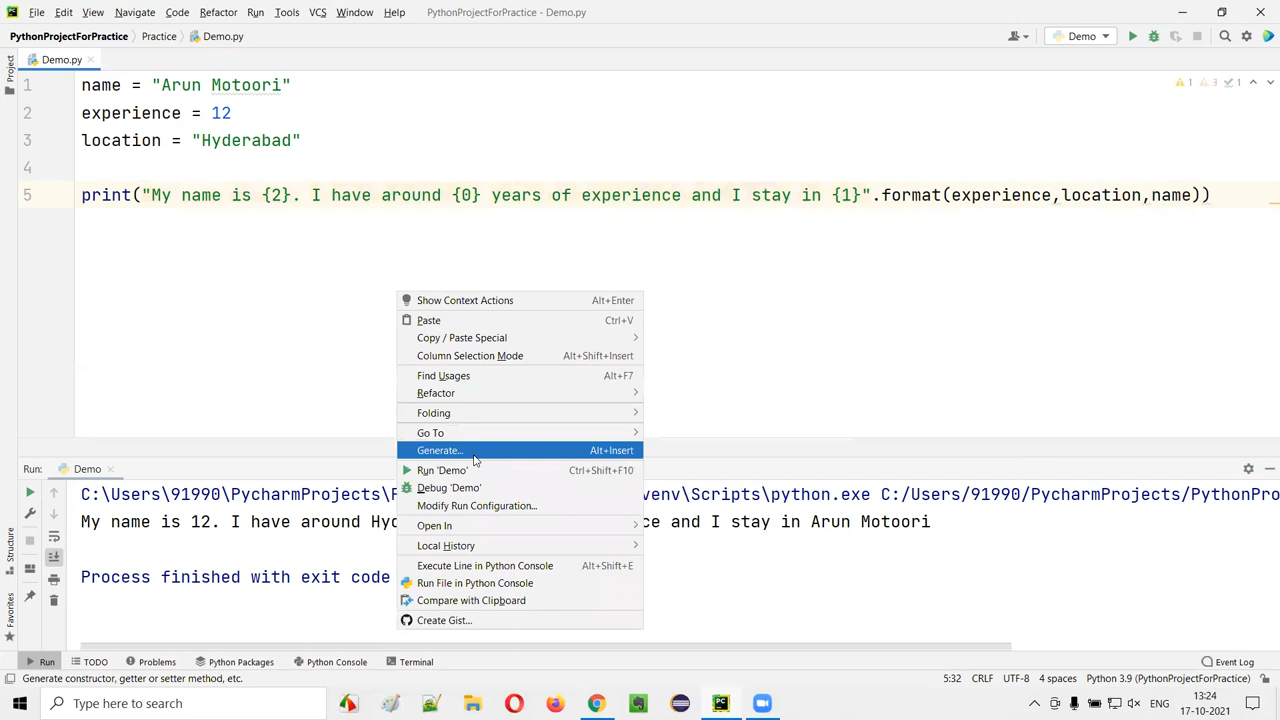 File Edit View Navigate Code Refactor Run Tools VCS Window Help PythonProjectForPractice - Demo.py
PythonProjectForPractice Practice Demo.py Demo
Project
Demo.py
1 name = "Arun Motoori" 1 3 1
2 experience = 12
3 location = "Hyderabad"
4
5 print("My name is {2}. I have around {0} years of experience and I stay in {1}".format(experience,location,name))
Show Context Actions Alt+Enter
Paste Ctrl+V
Copy / Paste Special
Column Selection Mode Alt+Shift+Insert
Find Usages Alt+F7
Refactor
Folding
Go To
Generate... Alt+Insert
Run 'Demo' Ctrl+Shift+F10
Debug 'Demo'
Modify Run Configuration...
Open In
Local History
Execute Line in Python Console Alt+Shift+E
Run File in Python Console
Compare with Clipboard
Create Gist...
Run: Demo
C:\Users\91990\PycharmProjects\ venv\Scripts\python.exe C:/Users/91990/PycharmProjects/PythonPro
My name is 12. I have around Hyd ce and I stay in Arun Motoori
Process finished with exit code
Structure
Favorites
Run TODO Problems Python Packages Python Console Terminal Event Log
Generate constructor, getter or setter method, etc. 5:32 CRLF UTF-8 4 spaces Python 3.9 (PythonProjectForPractice)
Type here to search ENG 13:24
17-10-2021